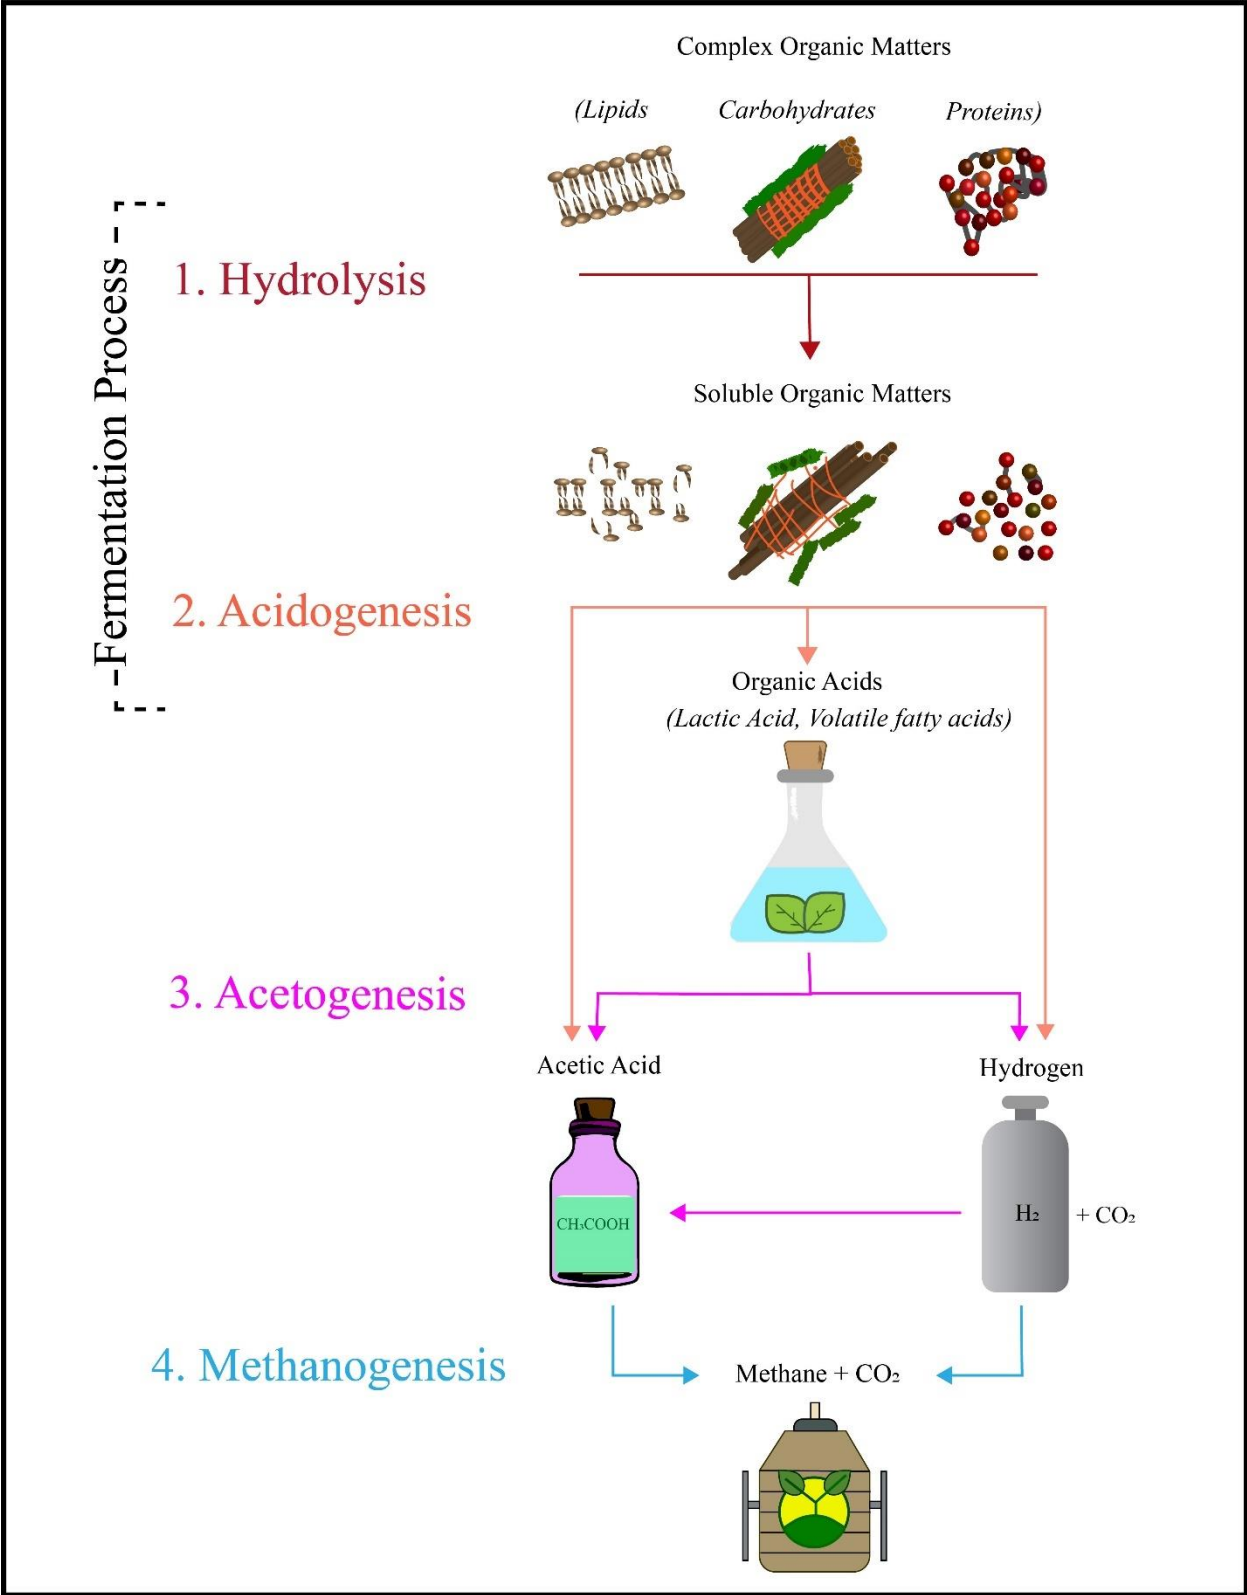 Complex Organic Matters
(Lipids Carbohydrates Proteins)
Fermentation Process
1. Hydrolysis
Soluble Organic Matters
2. Acidogenesis
Organic Acids
(Lactic Acid, Volatile fatty acids)
3. Acetogenesis
Acetic Acid
Hydrogen
CH₃COOH
H₂ + CO₂
4. Methanogenesis
Methane + CO₂